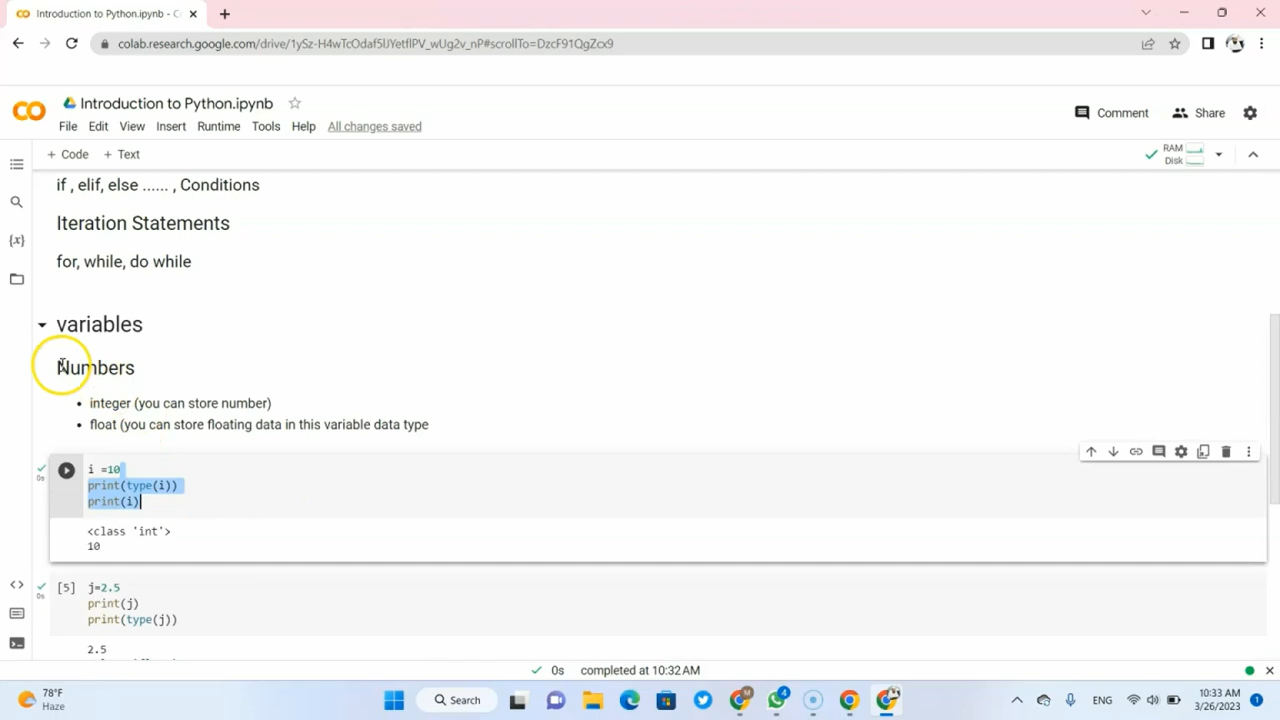 Introduction to Python.ipynb - C
colab.research.google.com/drive/1ySz-H4wTcOdaf5lJYetflPV_wUg2v_nP#scrollTo=DzcF91QgZcx9
Introduction to Python.ipynb
Comment
Share
File Edit View Insert Runtime Tools Help All changes saved
+ Code + Text
RAM
Disk
if , elif, else ...... , Conditions
Iteration Statements
for, while, do while
variables
Numbers
• integer (you can store number)
• float (you can store floating data in this variable data type
0s
i =10
print(type(i))
print(i)
<class 'int'>
10
0s
[5] j=2.5
print(j)
print(type(j))
2.5
0s completed at 10:32 AM
78°F
Haze
Search
M
4
ENG
10:33 AM
3/26/2023
1